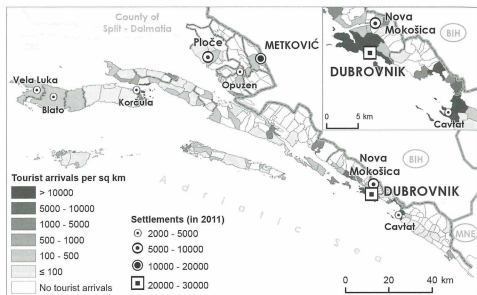 County of
Split - Dalmatia
Ploče
METKOVIĆ
Opuzen
Vela Luka
Blato
Korčula
Nova
Mokošica
BIH
DUBROVNIK
Cavtat
0 5 km
Nova
Mokošica
BIH
DUBROVNIK
Cavtat
MNE
Adriatic Sea
Tourist arrivals per sq km
> 10000
5000 - 10000
1000 - 5000
500 - 1000
100 - 500
≤ 100
No tourist arrivals
Settlements (in 2011)
2000 - 5000
5000 - 10000
10000 - 20000
20000 - 30000
0 20 40 km